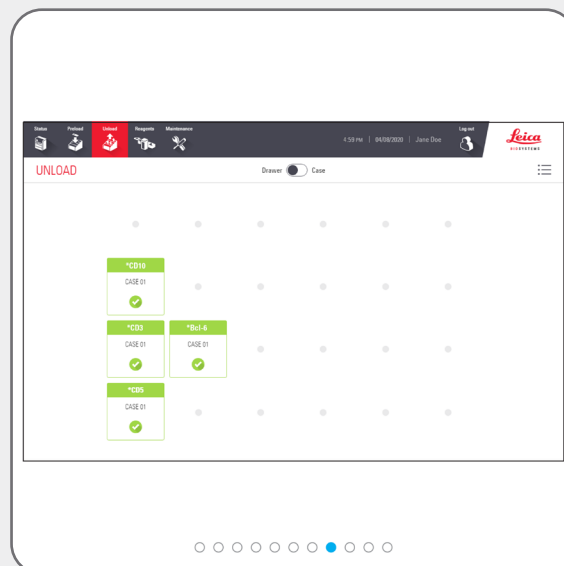 Status Preload Unload Reagents Maintenance Log out
4:59 PM | 04/08/2020 | Jane Doe
Leica
BIOSYSTEMS
UNLOAD
Drawer Case
*CD10
CASE 01
*CD3 *Bcl-6
CASE 01 CASE 01
*CD5
CASE 01